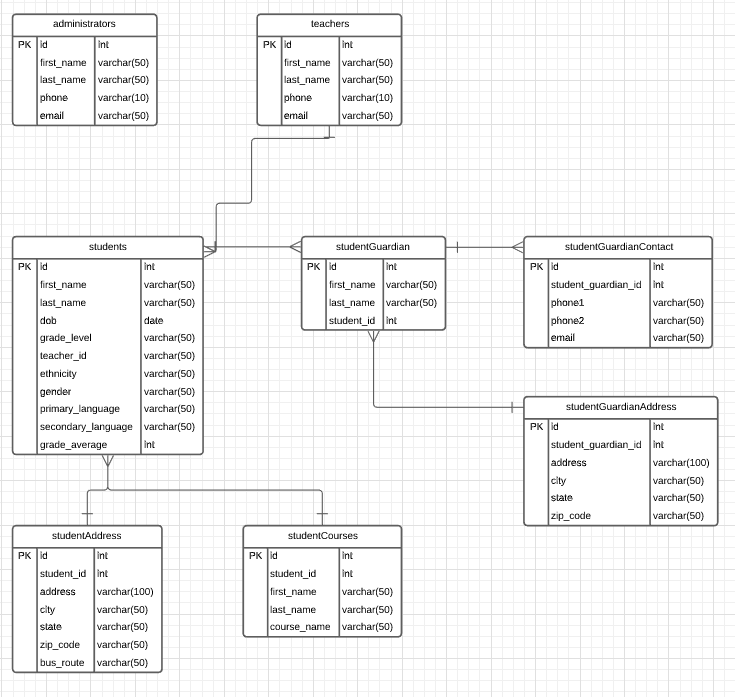 administrators
PK id int
first_name varchar(50)
last_name varchar(50)
phone varchar(10)
email varchar(50)
teachers
PK id int
first_name varchar(50)
last_name varchar(50)
phone varchar(10)
email varchar(50)
students
PK id int
first_name varchar(50)
last_name varchar(50)
dob date
grade_level varchar(50)
teacher_id varchar(50)
ethnicity varchar(50)
gender varchar(50)
primary_language varchar(50)
secondary_language varchar(50)
grade_average int
studentGuardian
PK id int
first_name varchar(50)
last_name varchar(50)
student_id int
studentGuardianContact
PK id int
student_guardian_id int
phone1 varchar(50)
phone2 varchar(50)
email varchar(50)
studentGuardianAddress
PK id int
student_guardian_id int
address varchar(100)
city varchar(50)
state varchar(50)
zip_code varchar(50)
studentAddress
PK id int
student_id int
address varchar(100)
city varchar(50)
state varchar(50)
zip_code varchar(50)
bus_route varchar(50)
studentCourses
PK id int
student_id int
first_name varchar(50)
last_name varchar(50)
course_name varchar(50)